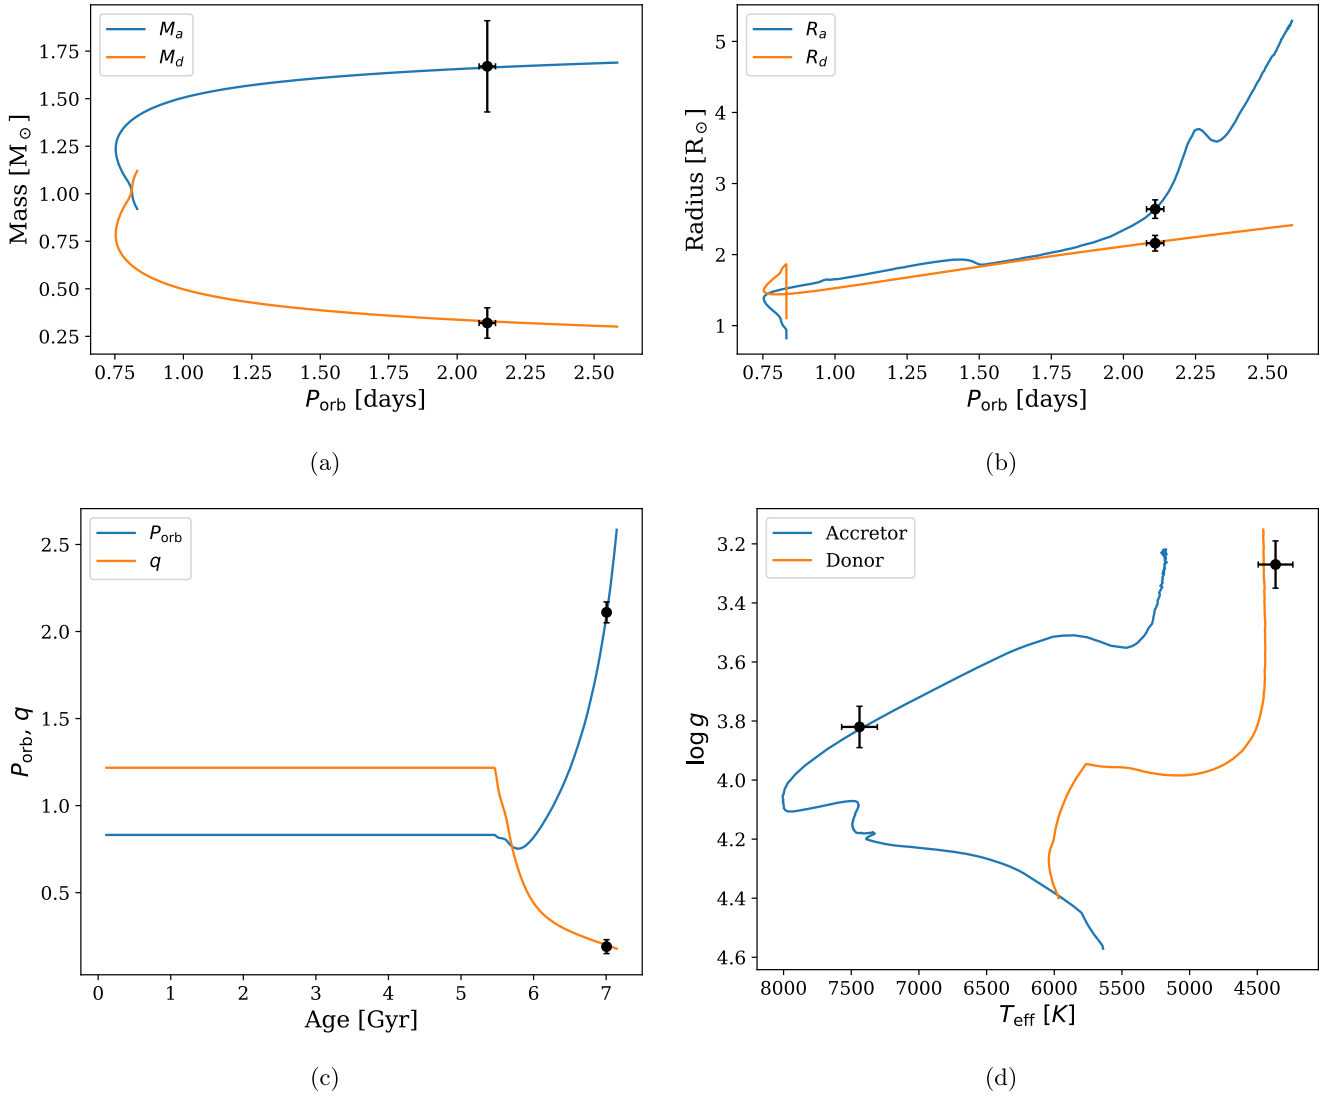 M_a
M_d
Mass [M_⊙]
1.75
1.50
1.25
1.00
0.75
0.50
0.25
0.75 1.00 1.25 1.50 1.75 2.00 2.25 2.50
P_orb [days]
(a)
R_a
R_d
Radius [R_⊙]
5
4
3
2
1
0.75 1.00 1.25 1.50 1.75 2.00 2.25 2.50
P_orb [days]
(b)
P_orb
q
P_orb, q
2.5
2.0
1.5
1.0
0.5
0 1 2 3 4 5 6 7
Age [Gyr]
(c)
Accretor
Donor
log g
3.2
3.4
3.6
3.8
4.0
4.2
4.4
4.6
8000 7500 7000 6500 6000 5500 5000 4500
T_eff [K]
(d)